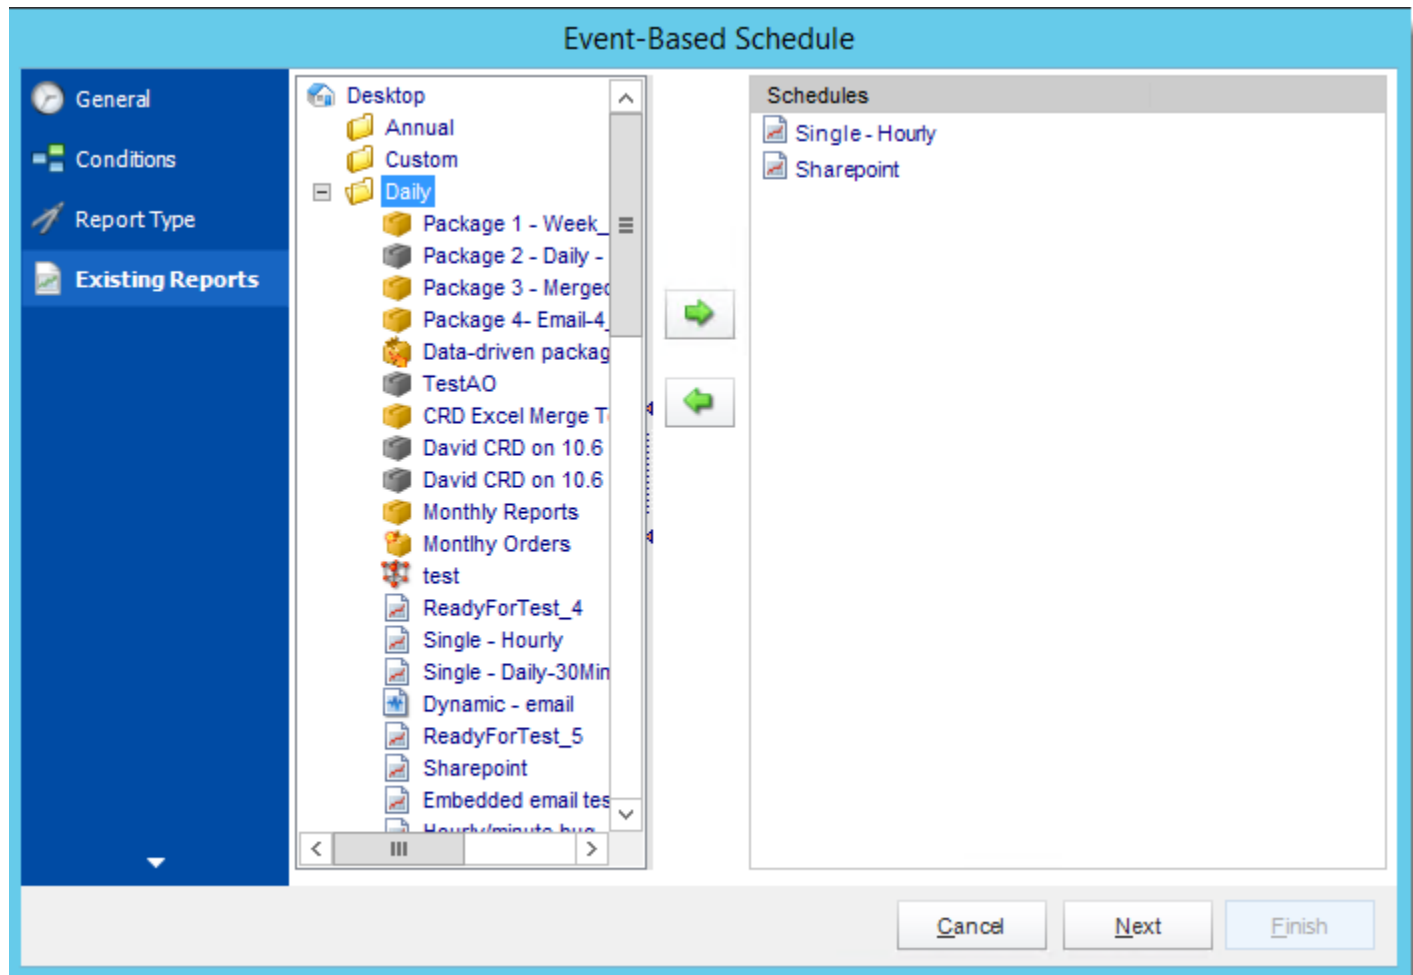 Event-Based Schedule
General
Conditions
Report Type
Existing Reports
Desktop
Annual
Custom
Daily
Package 1 - Week_
Package 2 - Daily -
Package 3 - Merged
Package 4- Email-4_
Data-driven packag
TestAO
CRD Excel Merge T
David CRD on 10.6
David CRD on 10.6
Monthly Reports
Montlhy Orders
test
ReadyForTest_4
Single - Hourly
Single - Daily-30Min
Dynamic - email
ReadyForTest_5
Sharepoint
Embedded email tes
Hourly/minute bug
Schedules
Single - Hourly
Sharepoint
Cancel
Next
Finish